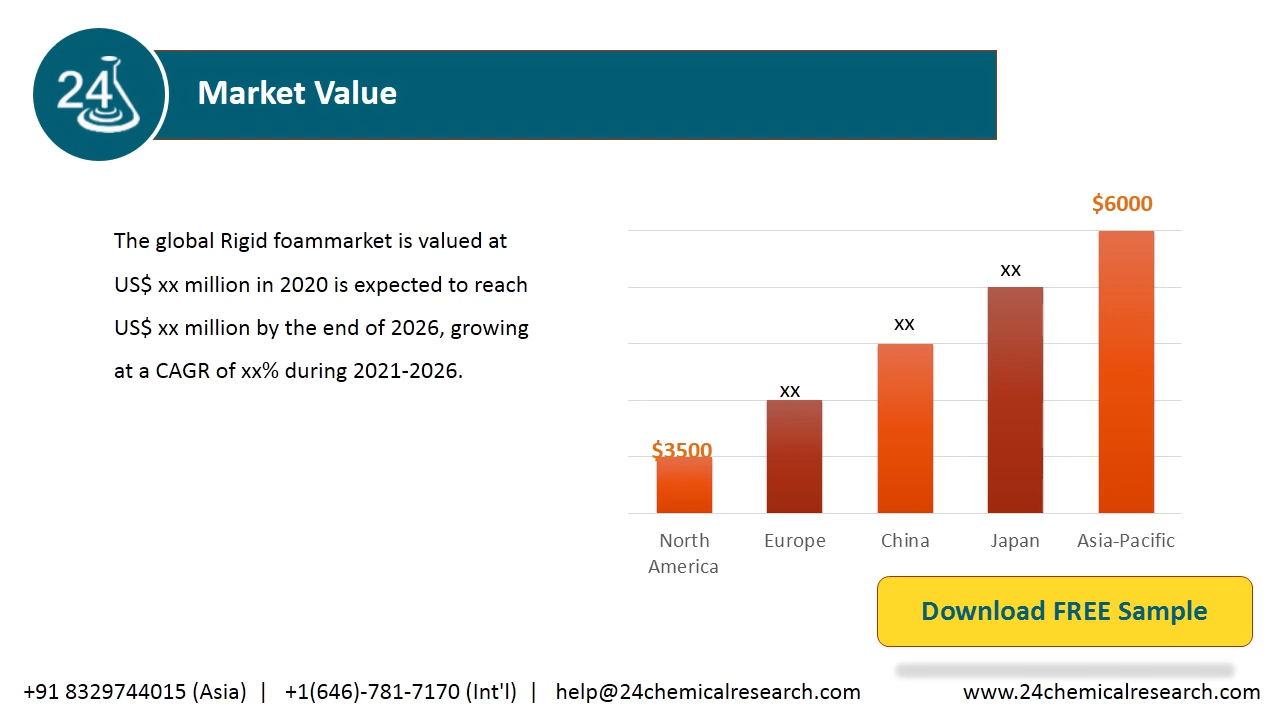 24
Market Value
The global Rigid foammarket is valued at
US$ xx million in 2020 is expected to reach
US$ xx million by the end of 2026, growing
at a CAGR of xx% during 2021-2026.
$3500
xx
xx
xx
$6000
North
America
Europe
China
Japan
Asia-Pacific
Download FREE Sample
+91 8329744015 (Asia) | +1(646)-781-7170 (Int'l) | help@24chemicalresearch.com www.24chemicalresearch.com